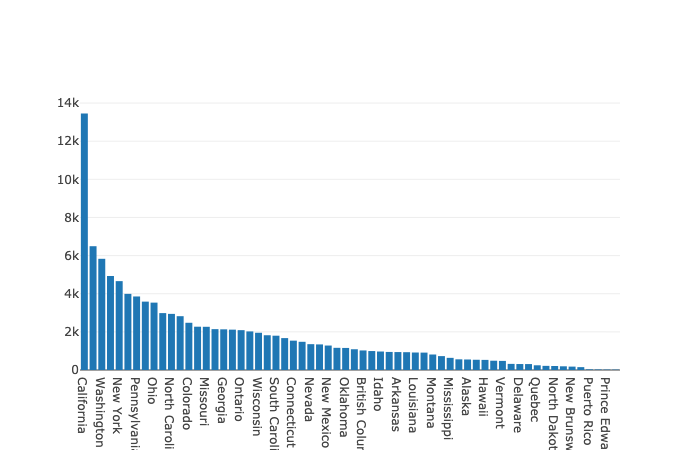 14k
12k
10k
8k
6k
4k
2k
0
California
Washington
New York
Pennsylvani
Ohio
North Caroli
Colorado
Missouri
Georgia
Ontario
Wisconsin
South Caroli
Connecticut
Nevada
New Mexico
Oklahoma
British Colur
Idaho
Arkansas
Louisiana
Montana
Mississippi
Alaska
Hawaii
Vermont
Delaware
Quebec
North Dakot
New Brunsw
Puerto Rico
Prince Edwa